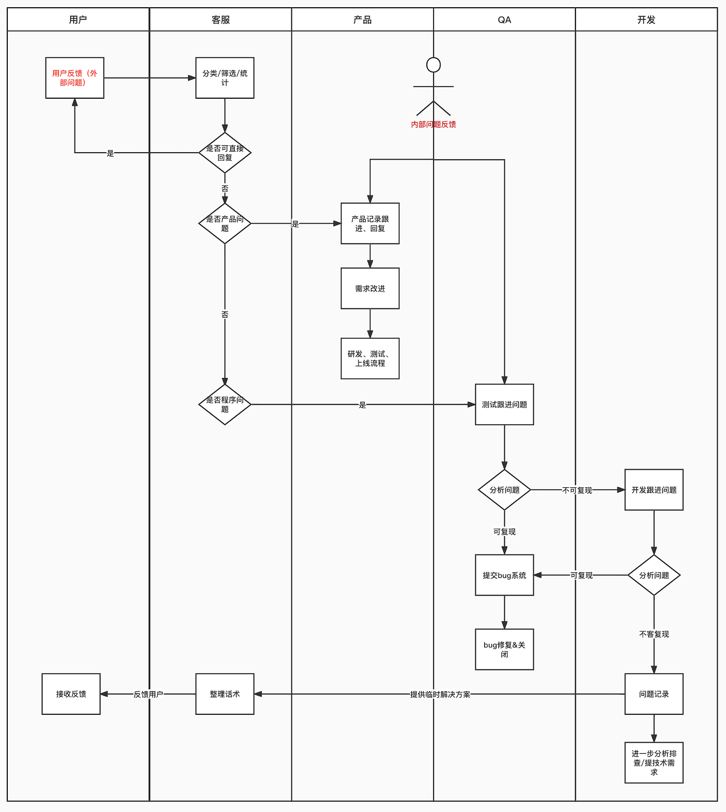 用户
客服
产品
QA
开发
用户反馈（外
部问题）
分类/筛选/统
计
内部问题反馈
是否可直接
回复
是
否
是否产品问
题
是
产品记录跟
进、回复
需求改进
否
研发、测试、
上线流程
是否程序问
题
是
测试跟进问题
分析问题
不可复现
开发跟进问题
可复现
提交bug系统
可复现
分析问题
bug修复&关
闭
不客复现
接收反馈
反馈用户
整理话术
提供临时解决方案
问题记录
进一步分析排
查/提技术需
求